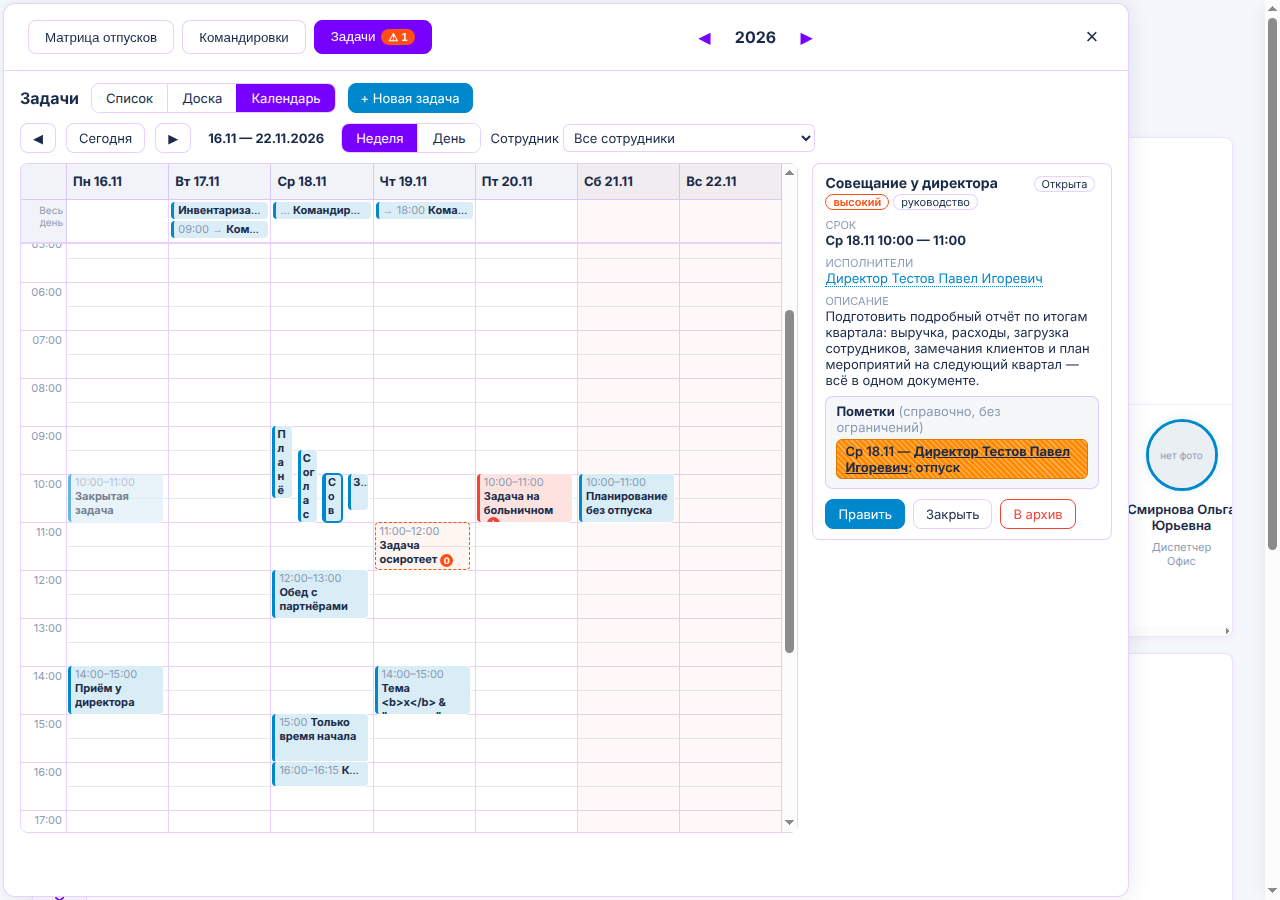 Матрица отпусков
Командировки
Задачи ⚠ 1
◀ 2026 ▶
×
Задачи
Список
Доска
Календарь
+ Новая задача
◀
Сегодня
▶
16.11 — 22.11.2026
Неделя
День
Сотрудник
Все сотрудники
Пн 16.11
Вт 17.11
Ср 18.11
Чт 19.11
Пт 20.11
Сб 21.11
Вс 22.11
Весь
день
Инвентариза…
09:00 → Ком…
… Командир…
→ 18:00 Кома…
05:00
06:00
07:00
08:00
09:00
10:00
11:00
12:00
13:00
14:00
15:00
16:00
17:00
10:00–11:00
Закрытая
задача
14:00–15:00
Приём у
директора
П
л
а
н
ё
С
ог
л
а
с
С
о
в
З…
12:00–13:00
Обед с
партнёрами
15:00 Только
время начала
16:00–16:15 К…
11:00–12:00
Задача
осиротеет 0
14:00–15:00
Тема
<b>x</b> &
10:00–11:00
Задача на
больничном
10:00–11:00
Планирование
без отпуска
Совещание у директора
Открыта
высокий
руководство
СРОК
Ср 18.11 10:00 — 11:00
ИСПОЛНИТЕЛИ
Директор Тестов Павел Игоревич
ОПИСАНИЕ
Подготовить подробный отчёт по итогам
квартала: выручка, расходы, загрузка
сотрудников, замечания клиентов и план
мероприятий на следующий квартал —
всё в одном документе.
Пометки (справочно, без
ограничений)
Ср 18.11 — Директор Тестов Павел
Игоревич: отпуск
Править
Закрыть
В архив
нет фото
Смирнова Ольга
Юрьевна
Диспетчер
Офис